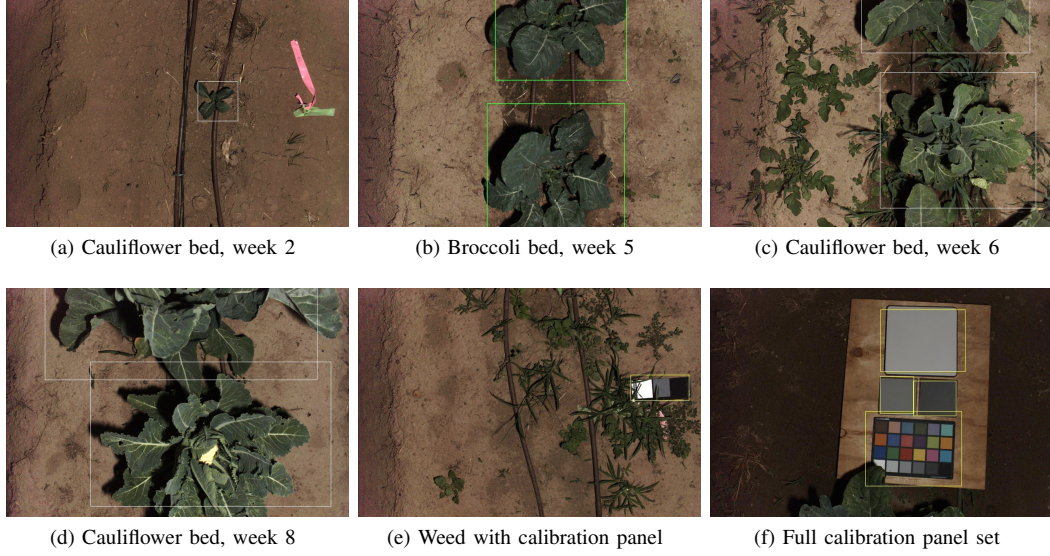 (a) Cauliflower bed, week 2
(b) Broccoli bed, week 5
(c) Cauliflower bed, week 6
(d) Cauliflower bed, week 8
(e) Weed with calibration panel
(f) Full calibration panel set